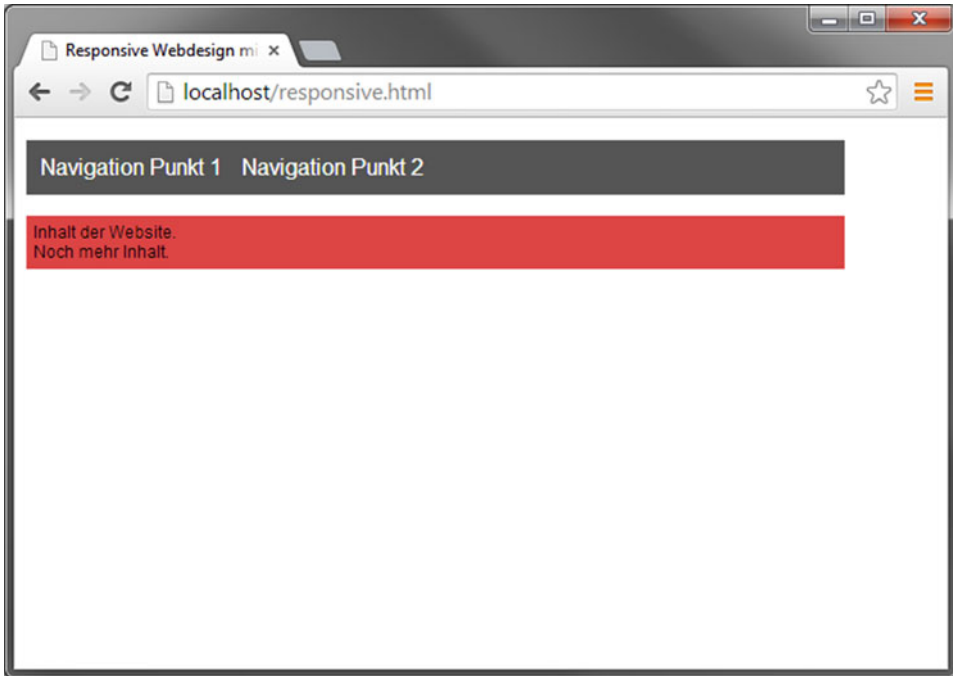 Responsive Webdesign mi
localhost/responsive.html
Navigation Punkt 1 Navigation Punkt 2
Inhalt der Website.
Noch mehr Inhalt.